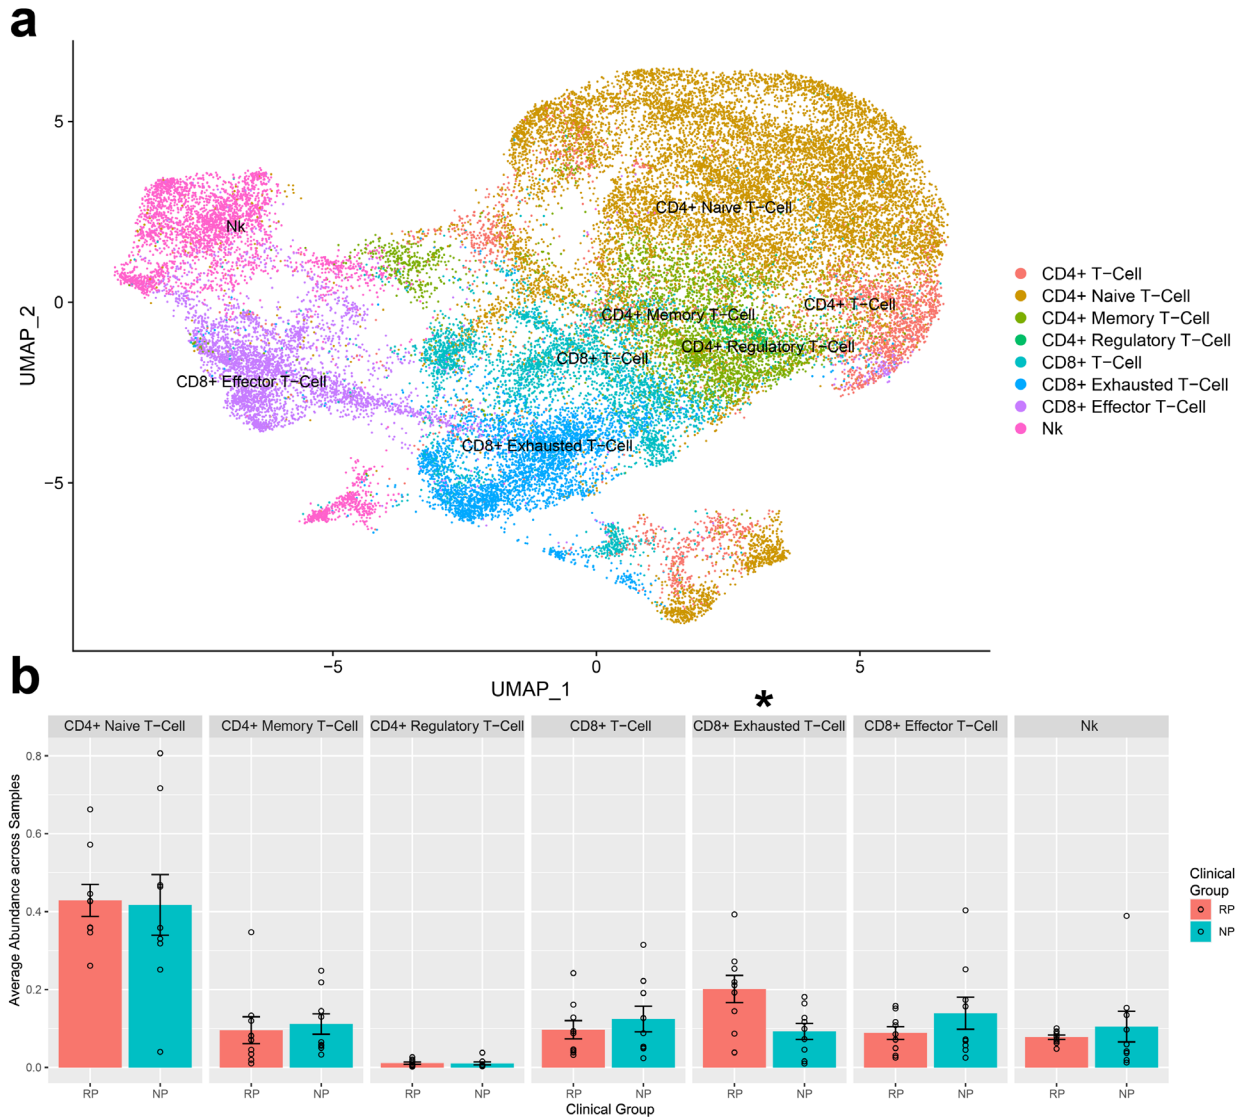 a
5
0
−5
UMAP_2
Nk
CD4+ Naive T−Cell
CD4+ T−Cell
CD4+ Memory T−Cell
CD4+ Regulatory T−Cell
CD8+ T−Cell
CD8+ Effector T−Cell
CD8+ Exhausted T−Cell
−5
0
5
UMAP_1
CD4+ T−Cell
CD4+ Naive T−Cell
CD4+ Memory T−Cell
CD4+ Regulatory T−Cell
CD8+ T−Cell
CD8+ Exhausted T−Cell
CD8+ Effector T−Cell
Nk
b
*
CD4+ Naive T−Cell
CD4+ Memory T−Cell
CD4+ Regulatory T−Cell
CD8+ T−Cell
CD8+ Exhausted T−Cell
CD8+ Effector T−Cell
Nk
Average Abundance across Samples
0.8
0.6
0.4
0.2
0.0
RP NP RP NP RP NP RP NP RP NP RP NP RP NP
Clinical Group
Clinical
Group
RP
NP